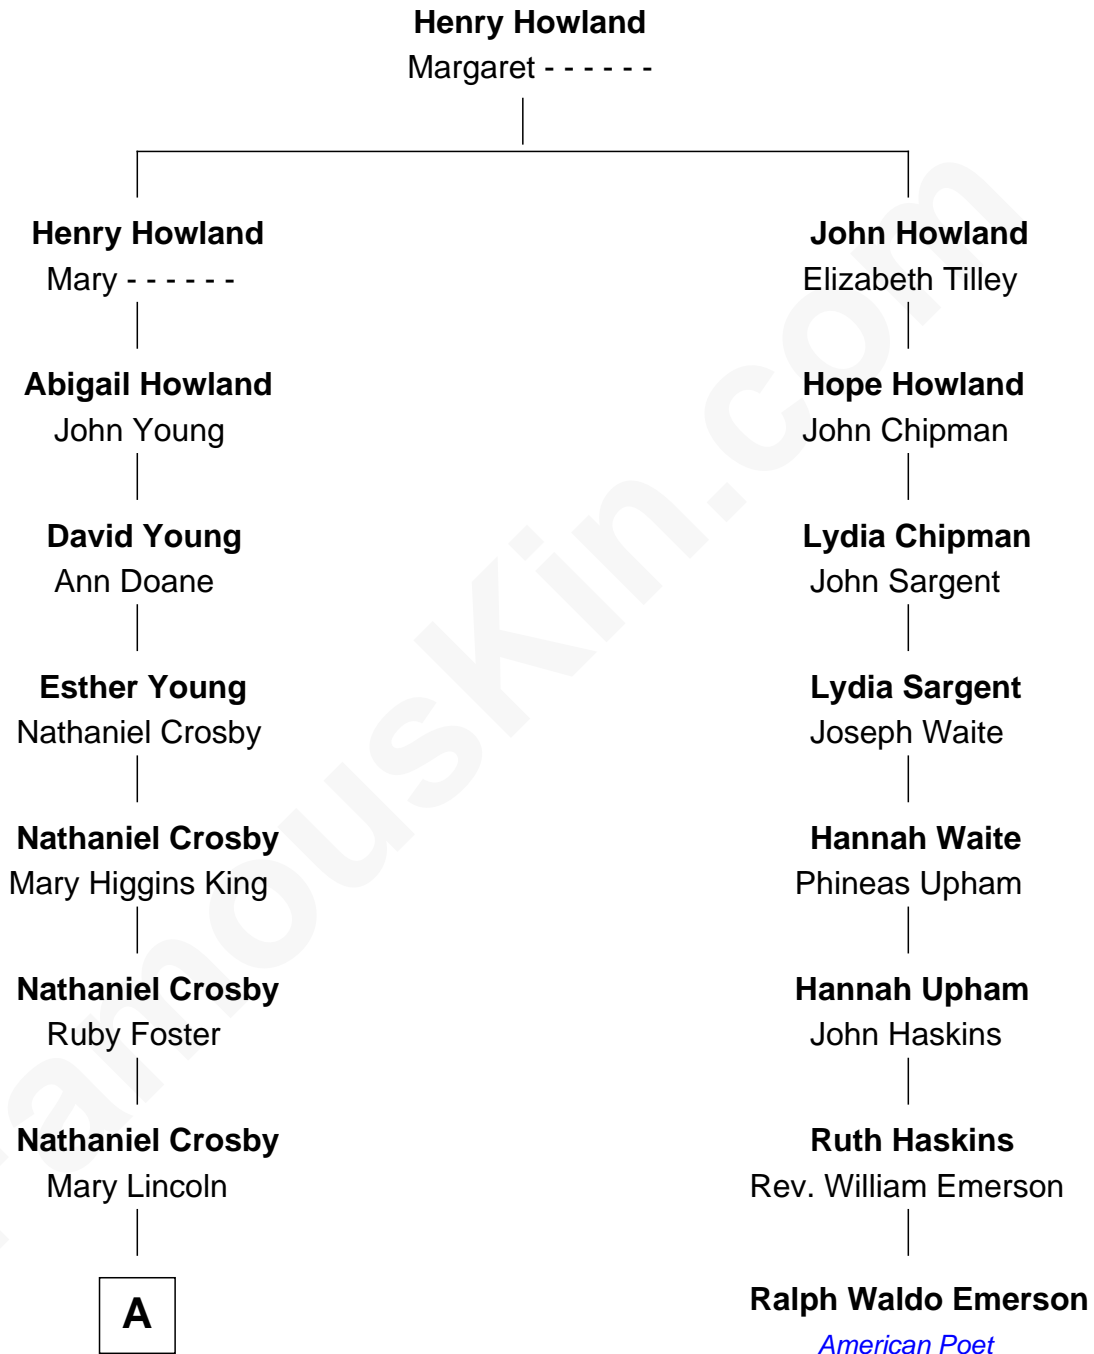 Henry Howland
Margaret - - - - - -
Henry Howland
Mary - - - - - -
John Howland
Elizabeth Tilley
Abigail Howland
John Young
Hope Howland
John Chipman
David Young
Ann Doane
Lydia Chipman
John Sargent
Esther Young
Nathaniel Crosby
Lydia Sargent
Joseph Waite
Nathaniel Crosby
Mary Higgins King
Hannah Waite
Phineas Upham
Nathaniel Crosby
Ruby Foster
Hannah Upham
John Haskins
Nathaniel Crosby
Mary Lincoln
Ruth Haskins
Rev. William Emerson
A
Ralph Waldo Emerson
American Poet
FamousKin.com